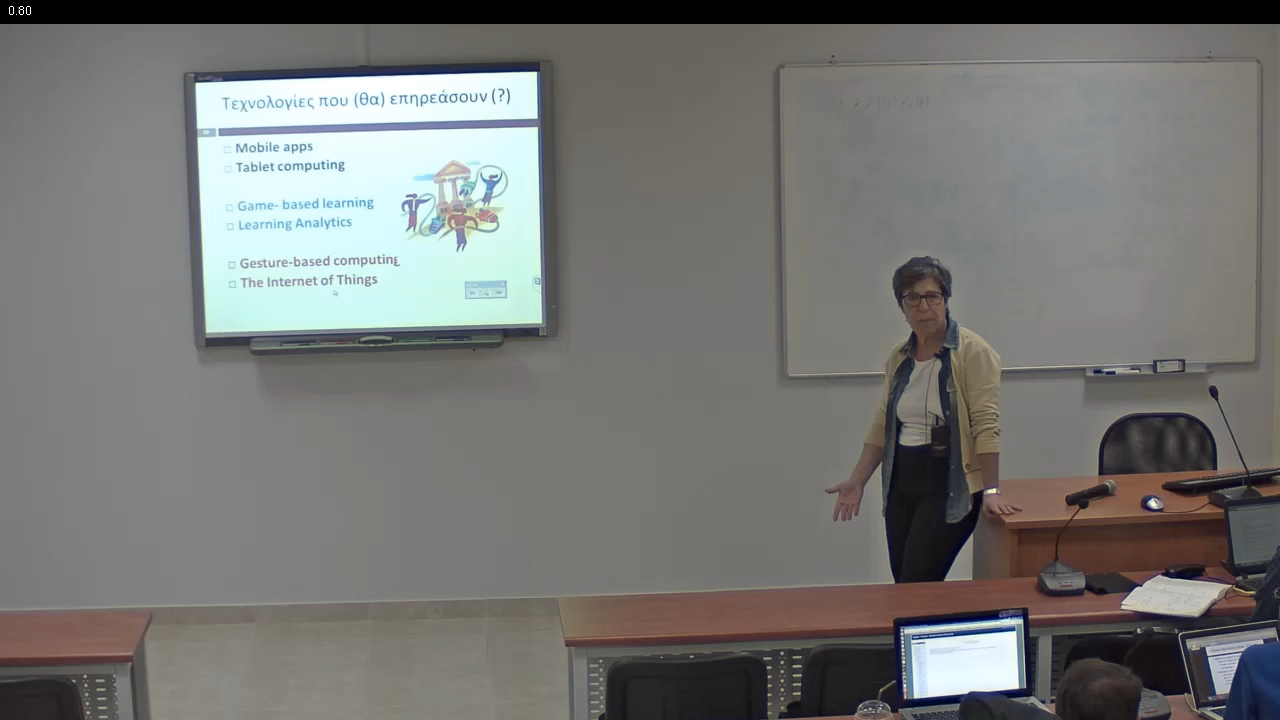 0.80
Τεχνολογίες που (θα) επηρεάσουν (?)
Mobile apps
Tablet computing
Game- based learning
Learning Analytics
Gesture-based computing
The Internet of Things